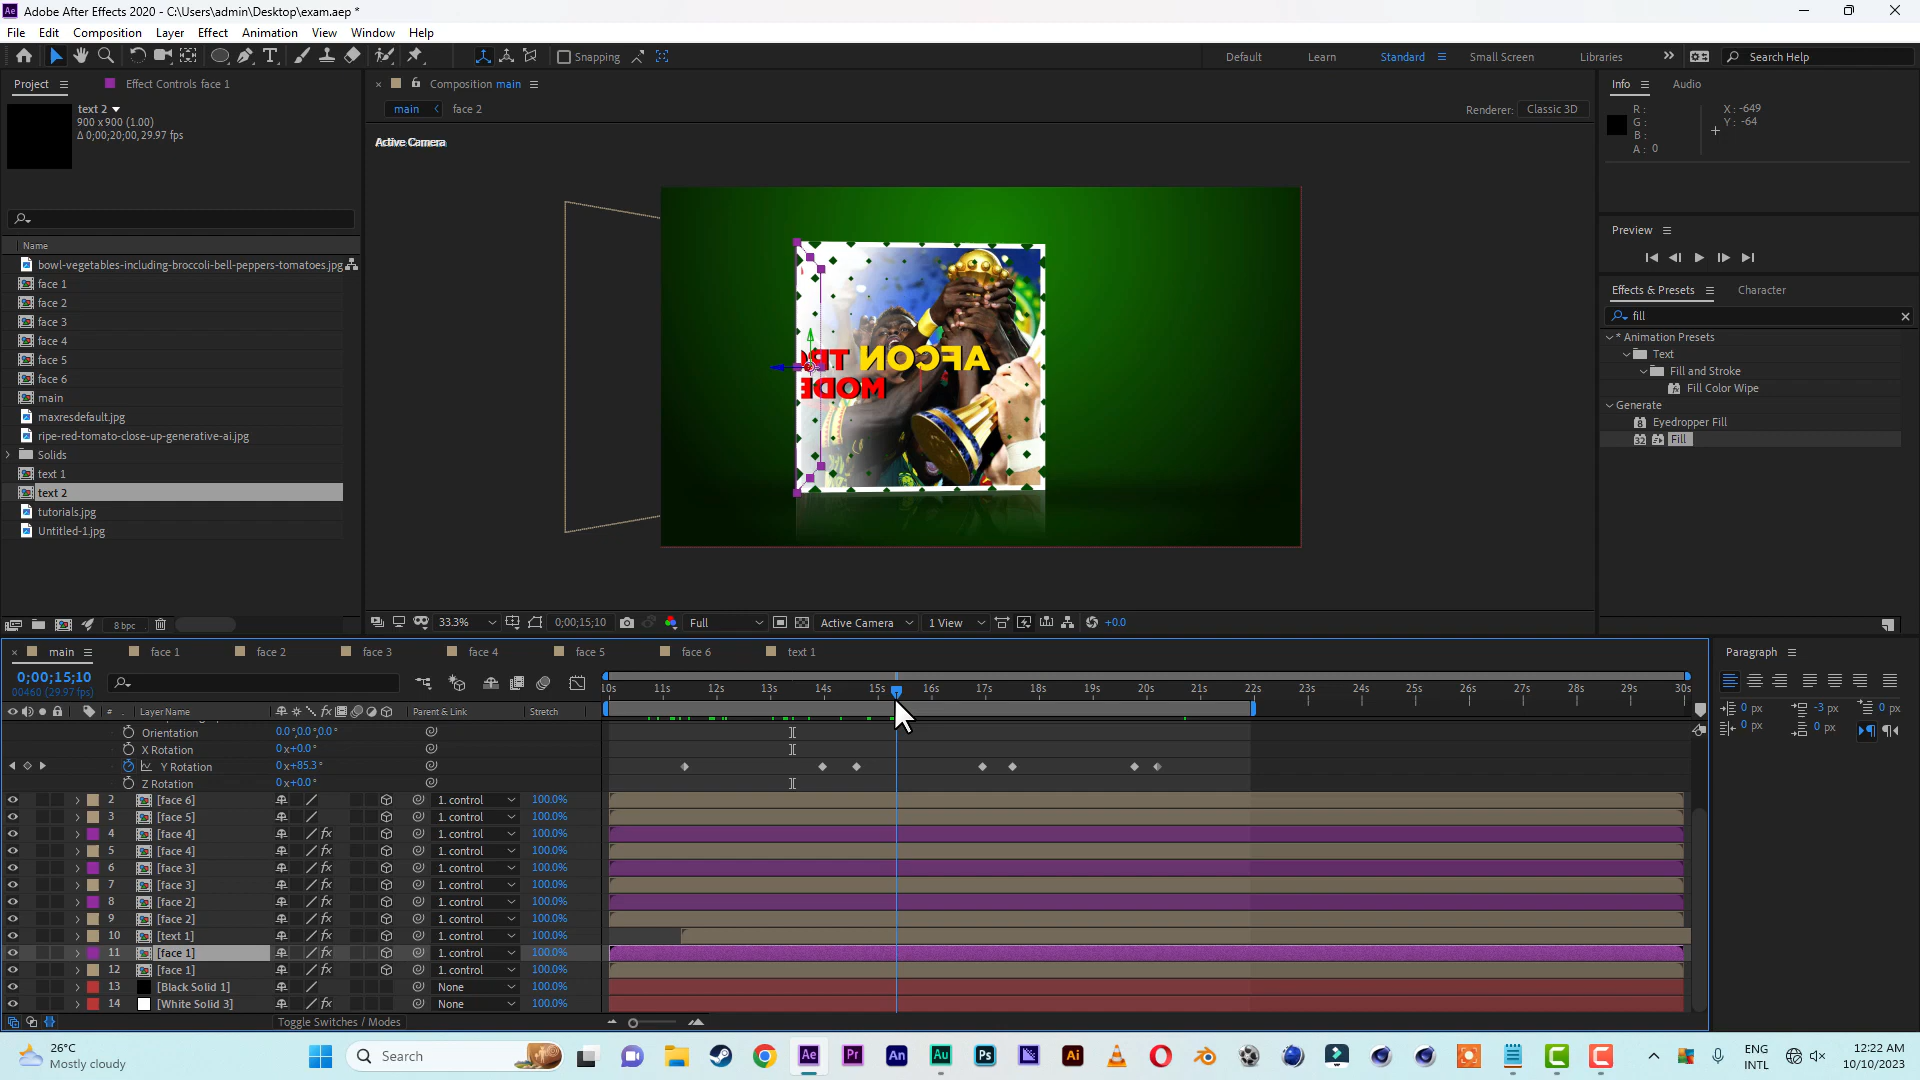 Adobe After Effects 2020 - C:\Users\admin\Desktop\exam.aep *
File Edit Composition Layer Effect Animation View Window Help
Snapping
Default Learn Standard Small Screen Libraries Search Help
Project Effect Controls face 1
text 2
900 x 900 (1.00)
Δ 0;00;20;00, 29.97 fps
Name
bowl-vegetables-including-broccoli-bell-peppers-tomatoes.jpg
face 1
face 2
face 3
face 4
face 5
face 6
main
maxresdefault.jpg
ripe-red-tomato-close-up-generative-ai.jpg
Solids
text 1
text 2
tutorials.jpg
Untitled-1.jpg
8 bpc
Composition main
main face 2
Renderer: Classic 3D
Active Camera
AFCON
MODE
33.3% 0;00;15;10 Full Active Camera 1 View +0.0
Info Audio
R :
G :
B :
A : 0
X : -649
Y : -64
Preview
Effects & Presets Character
fill
* Animation Presets
Text
Fill and Stroke
Fill Color Wipe
Generate
Eyedropper Fill
Fill
main face 1 face 2 face 3 face 4 face 5 face 6 text 1
0;00;15;10
00460 (29.97 fps)
10s 11s 12s 13s 14s 15s 16s 17s 18s 19s 20s 21s 22s 23s 24s 25s 26s 27s 28s 29s 30s
# Layer Name Parent & Link Stretch
Orientation 0.0°,0.0°,0.0°
X Rotation 0 x+0.0°
Y Rotation 0 x+85.3°
Z Rotation 0 x+0.0°
2 [face 6] 1. control 100.0%
3 [face 5] 1. control 100.0%
4 [face 4] 1. control 100.0%
5 [face 4] 1. control 100.0%
6 [face 3] 1. control 100.0%
7 [face 3] 1. control 100.0%
8 [face 2] 1. control 100.0%
9 [face 2] 1. control 100.0%
10 [text 1] 1. control 100.0%
11 [face 1] 1. control 100.0%
12 [face 1] 1. control 100.0%
13 [Black Solid 1] None 100.0%
14 [White Solid 3] None 100.0%
Toggle Switches / Modes
Paragraph
0 px -3 px 0 px
0 px 0 px
26°C
Mostly cloudy
Search
ENG
INTL
12:22 AM
10/10/2023